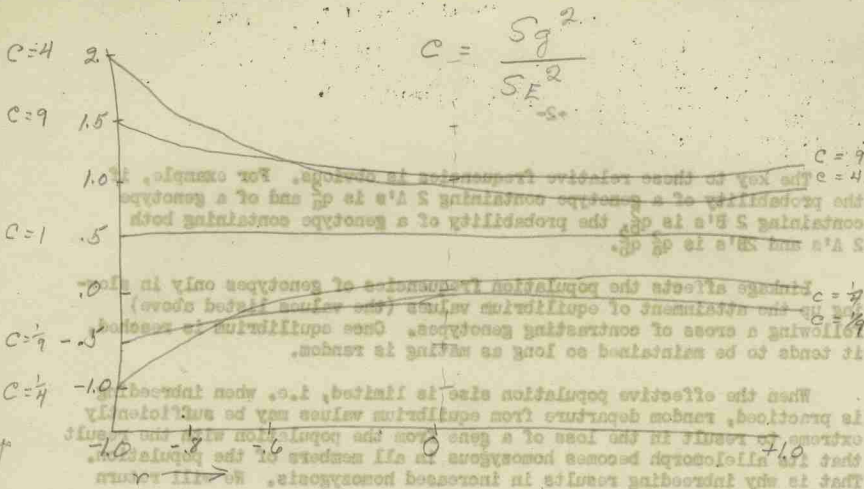 C = Sg²
SE²
C=4 2.
C=9 1.5
1.0 C=9
C=4
C=1 .5
.0 C=1/4
C=1/9
C=1/9 -.5
C=1/4 -1.0
-1.0 -.8 -.6 0 +1.0
r →
-2-
The key to these relative frequencies is obvious. For example, if
the probability of a genotype containing 2 A's is q²A and of a genotype
containing 2 B's is q²b, the probability of a genotype containing both
2 A's and 2B's is q²A q²b.
Linkage affects the population frequencies of genotypes only in slow-
ing up the attainment of equilibrium values (the values listed above)
following a cross of contrasting genotypes. Once equilibrium is reached
it tends to be maintained so long as mating is random.
When the effective population size is limited, i.e. when inbreeding
is practiced, random departure from equilibrium values may be sufficiently
extreme to result in the loss of a gene from the population with the result
that its allelomorph becomes homozygous in all members of the population.
That is why inbreeding results in increased homozygosis. We will return